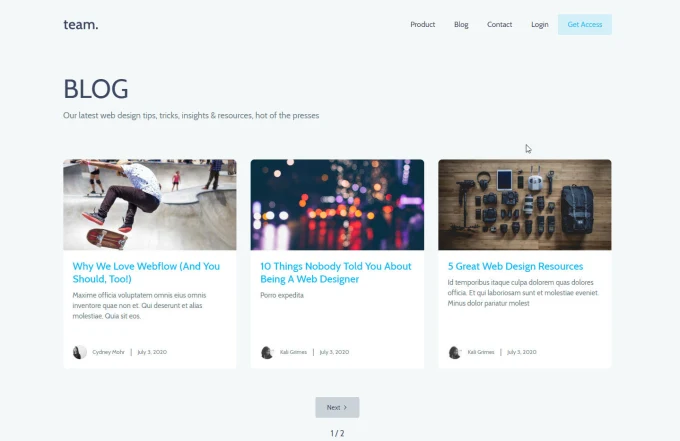 team.
Product Blog Contact Login Get Access
BLOG
Our latest web design tips, tricks, insights & resources, hot of the presses
Why We Love Webflow (And You
Should, Too!)
Maxime officia voluptatem omnis eius omnis
inventore quae non et. Qui deserunt et alias
molestiae. Quia sit eos.
Cydney Mohr | July 3, 2020
10 Things Nobody Told You About
Being A Web Designer
Porro expedita
Kali Grimes | July 3, 2020
5 Great Web Design Resources
Id temporibus itaque culpa dolorem quas dolores
officia. Et qui laboriosam sunt et molestiae eveniet.
Minus dolor pariatur molest
Kali Grimes | July 3, 2020
Next >
1 / 2